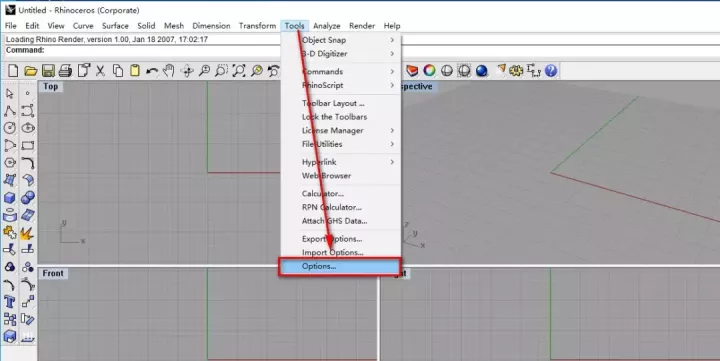 Untitled - Rhinoceros (Corporate)
File Edit View Curve Surface Solid Mesh Dimension Transform Tools Analyze Render Help
Loading Rhino Render, version 1.00, Jan 18 2007, 17:02:17
Command:
Object Snap
3-D Digitizer
Commands
RhinoScript
Toolbar Layout ...
Lock the Toolbars
License Manager
File Utilities
Hyperlink
Web Browser
Calculator...
RPN Calculator...
Attach GHS Data...
Export Options...
Import Options...
Options...
Top
spective
y
x
z
y
x
Front
ght